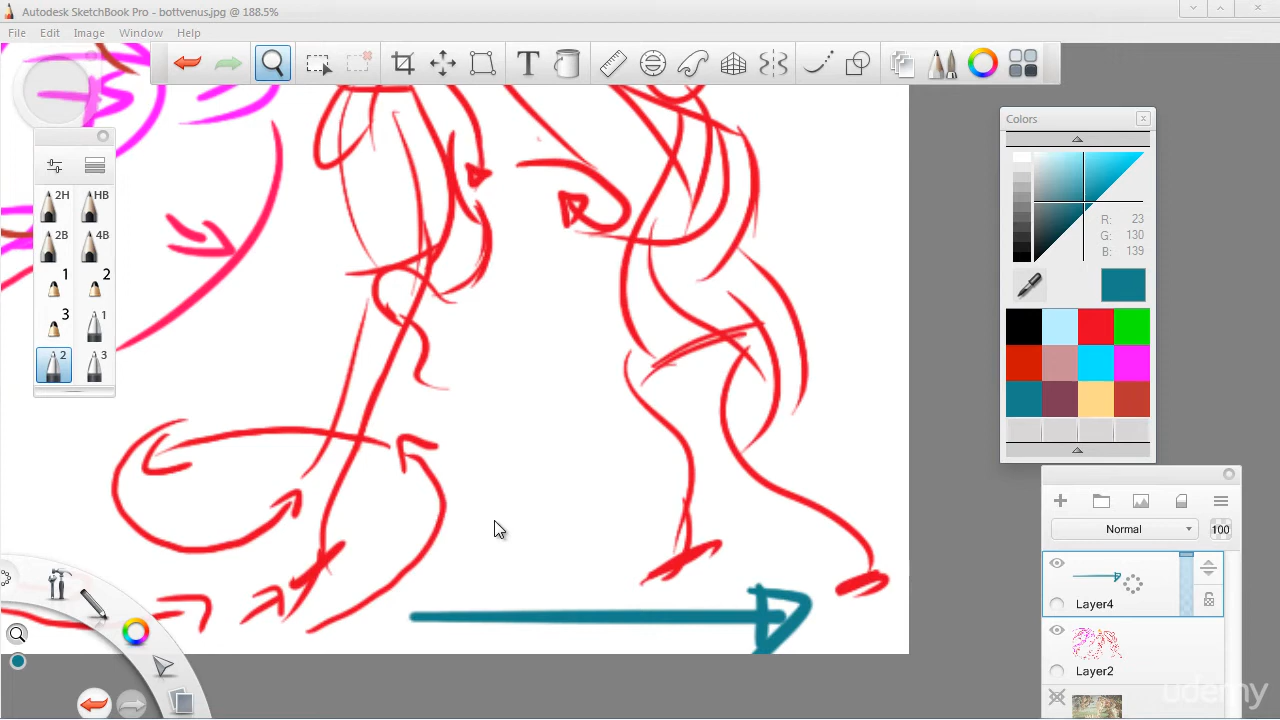 Autodesk SketchBook Pro - bottvenus.jpg @ 188.5%
File Edit Image Window Help
T
Colors
R: 23
G: 130
B: 139
2H HB
2B 4B
1 2
3 1
2 3
Normal 100
Layer4
Layer2
udemy